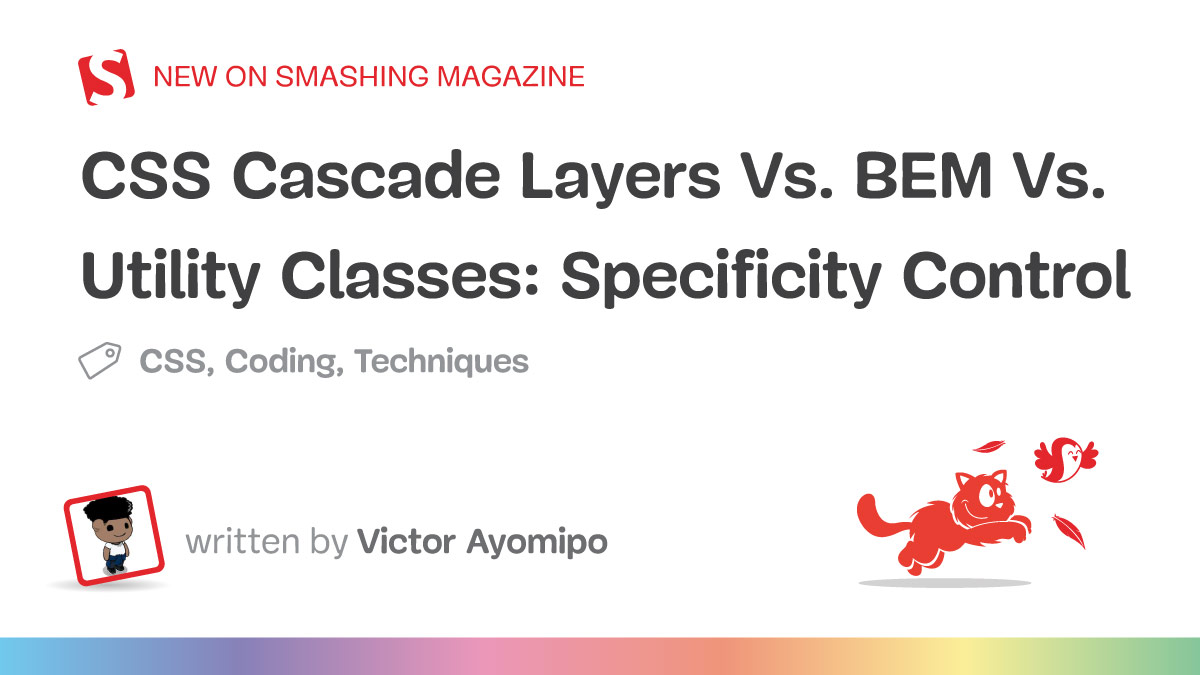 NEW ON SMASHING MAGAZINE
CSS Cascade Layers Vs. BEM Vs.
Utility Classes: Specificity Control
CSS, Coding, Techniques
written by Victor Ayomipo